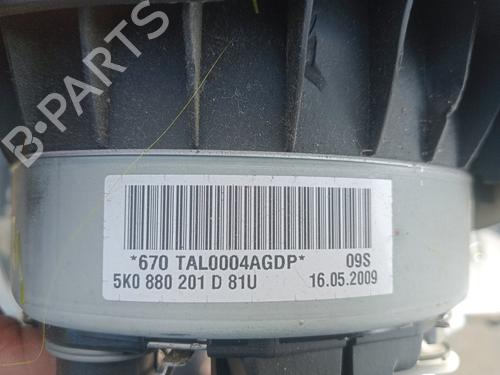 B-PARTS
*670 TAL0004AGDP* 09S
5K0 880 201 D 81U 16.05.2009